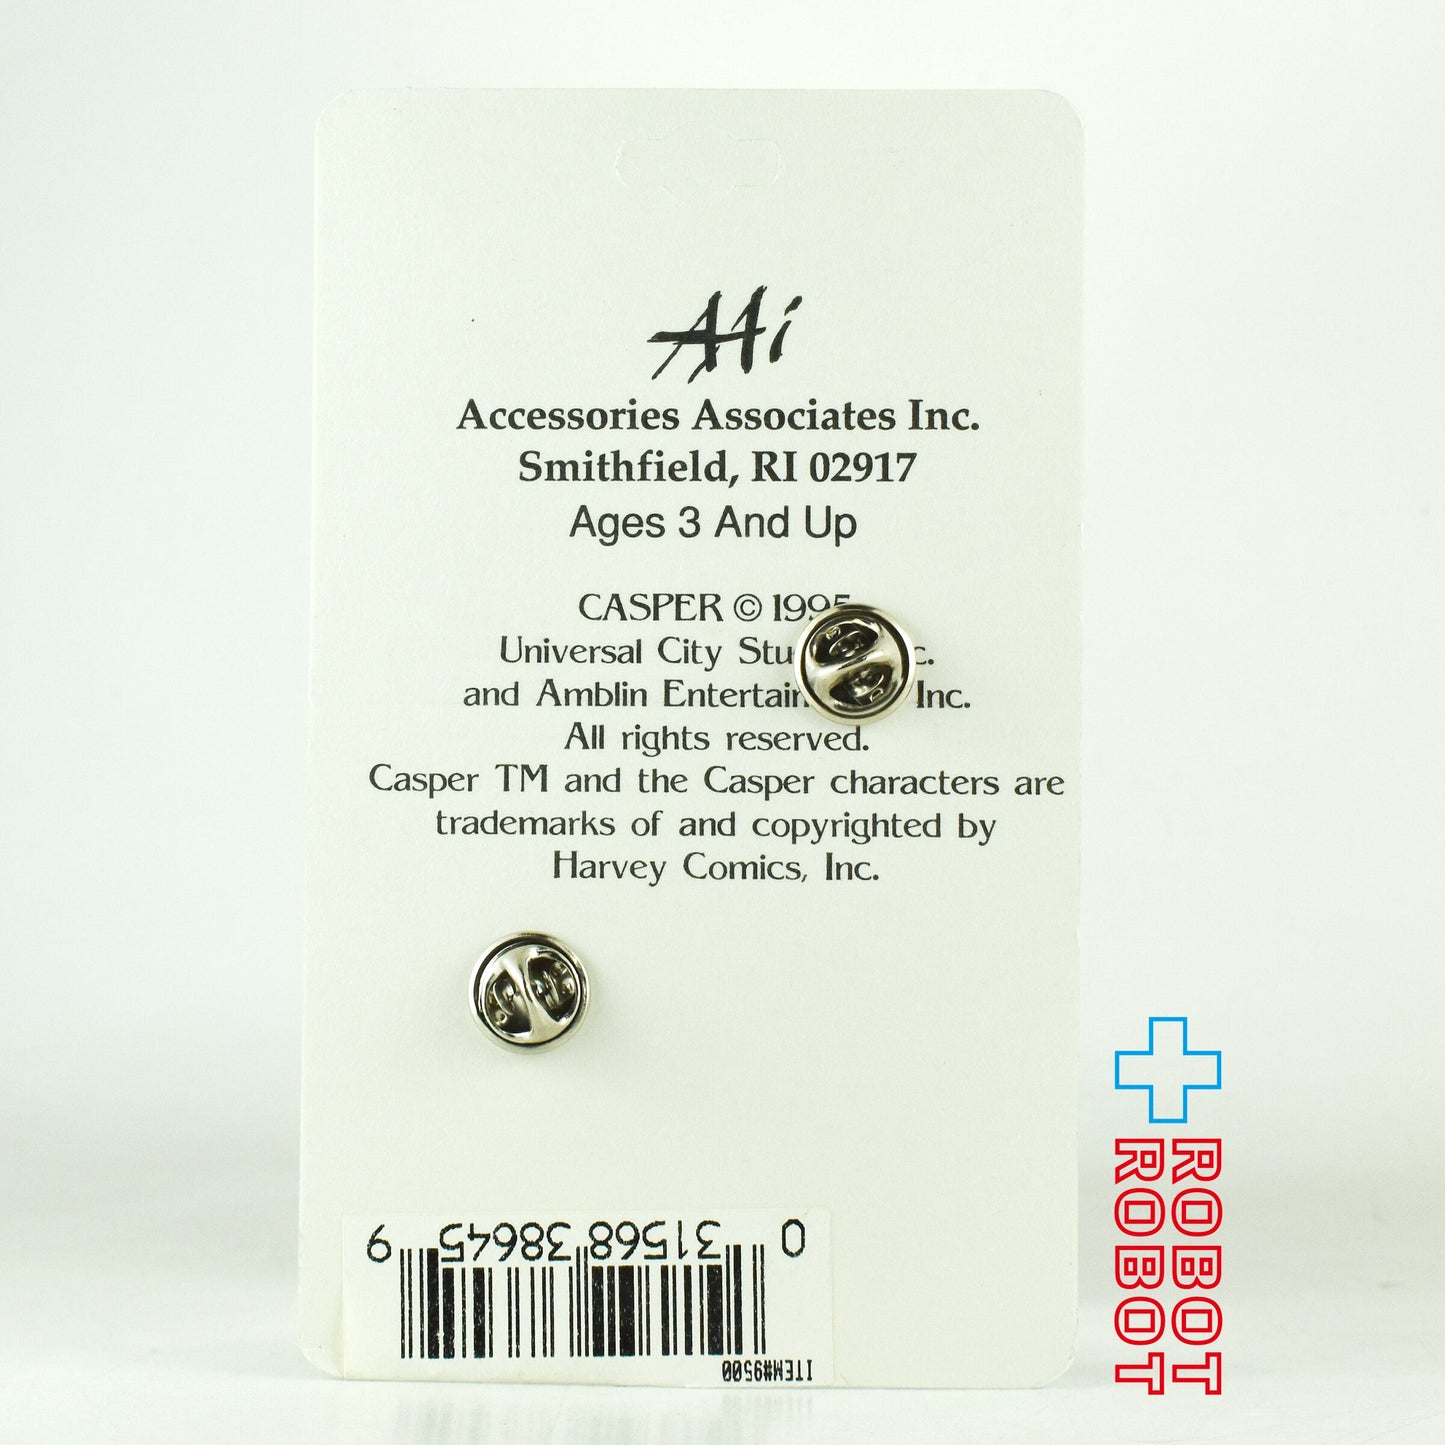 AAi
Accessories Associates Inc.
Smithfield, RI 02917
Ages 3 And Up
CASPER © 1995
Universal City Stu c.
and Amblin Entertain Inc.
All rights reserved.
Casper TM and the Casper characters are
trademarks of and copyrighted by
Harvey Comics, Inc.
0 31568 38645 9
ITEM#9500
ROBOT
ROBOT